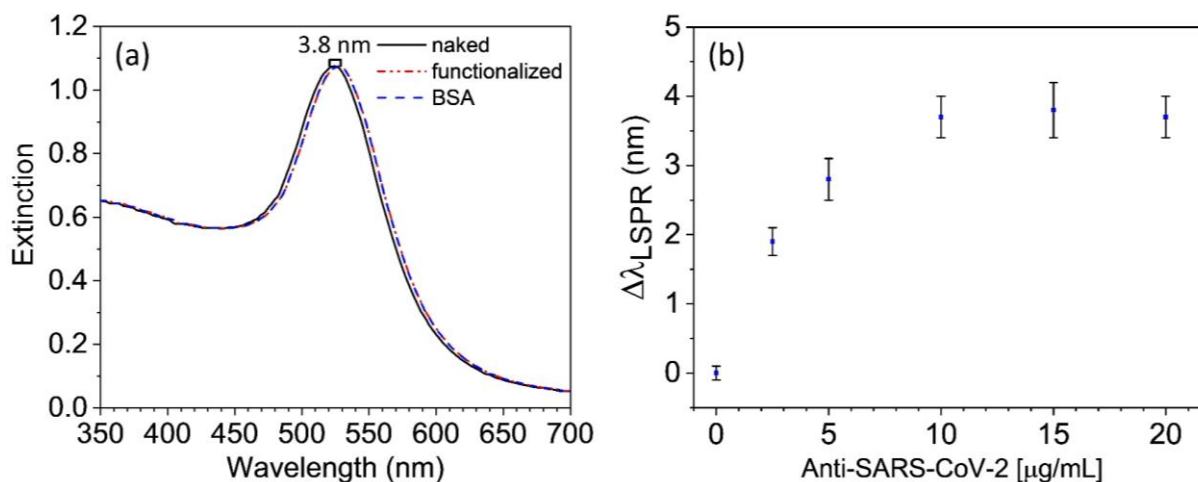 (a)
3.8 nm
naked
functionalized
BSA
1.2
1.0
0.8
0.6
0.4
0.2
0.0
Extinction
350 400 450 500 550 600 650 700
Wavelength (nm)
(b)
4
3
2
1
0
ΔλLSPR (nm)
0 5 10 15 20
Anti-SARS-CoV-2 [μg/mL]